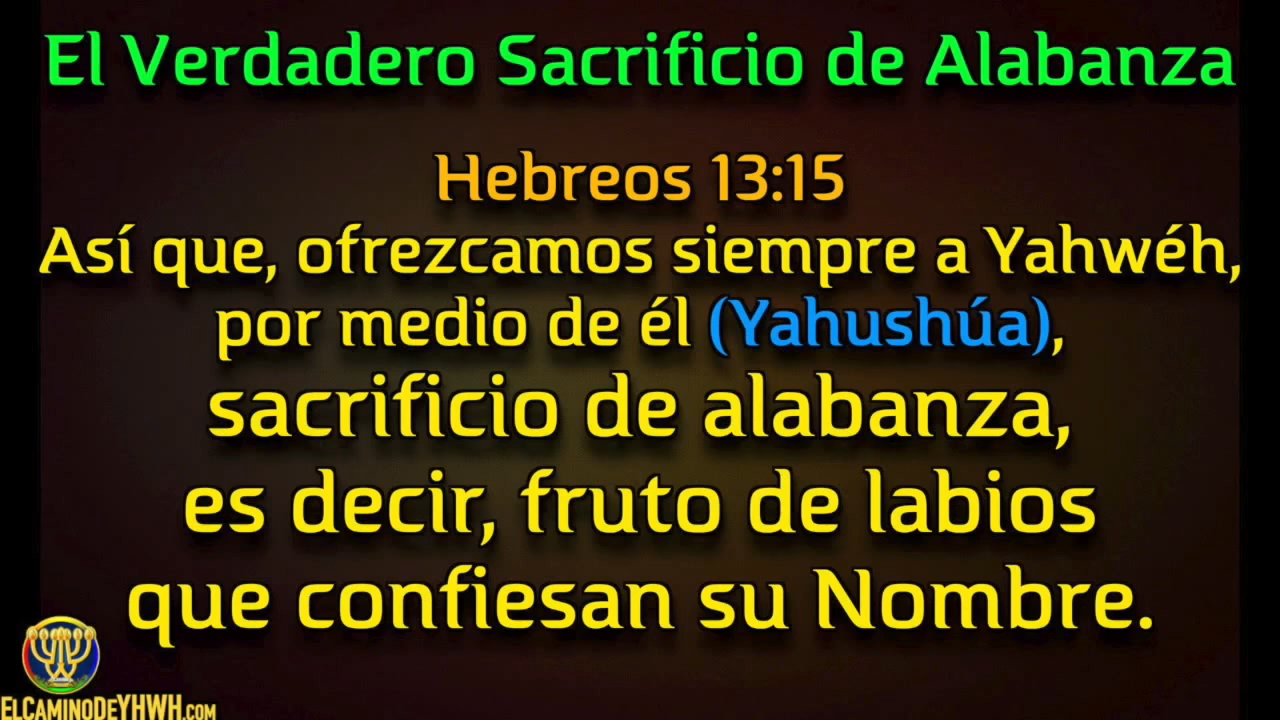 El Verdadero Sacrificio de Alabanza
Hebreos 13:15
Así que, ofrezcamos siempre a Yahwéh,
por medio de él (Yahushúa),
sacrificio de alabanza,
es decir, fruto de labios
que confiesan su Nombre.
ELCAMINODEYHWH.COM